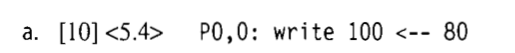 a. [10] <5.4> P0,0: write 100 <-- 80